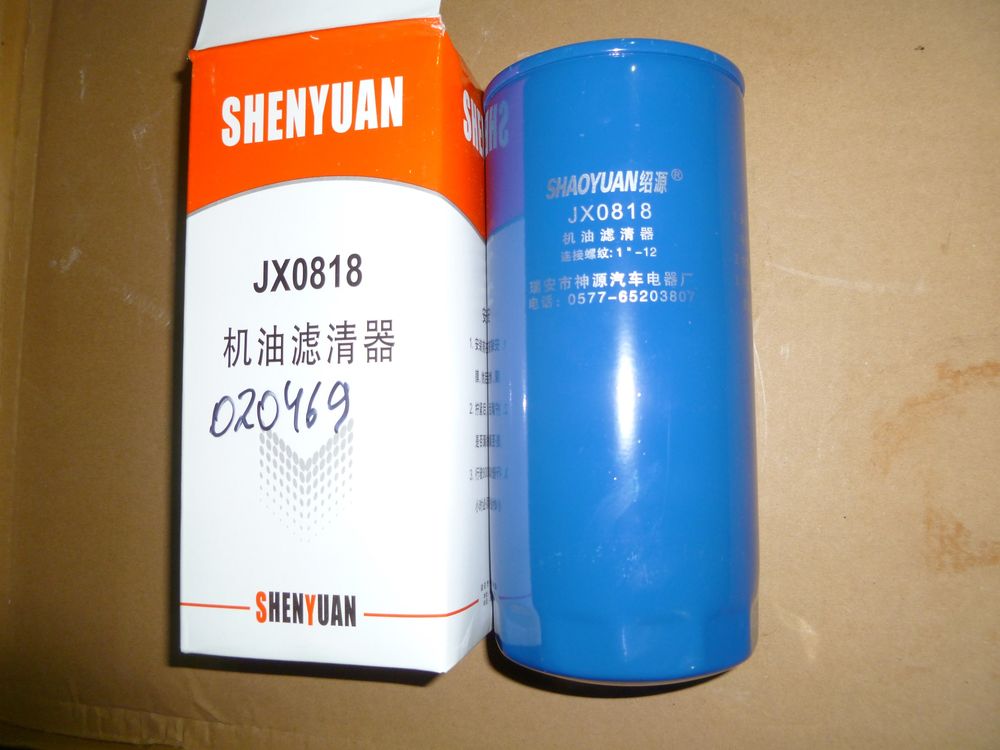 SHENYUAN
JX0818
机油滤清器
020469
SHENYUAN
SHAOYUAN绍源®
JX0818
机油滤清器
连接螺纹:1"-12
瑞安市神源汽车电器厂
电话:0577-65203807